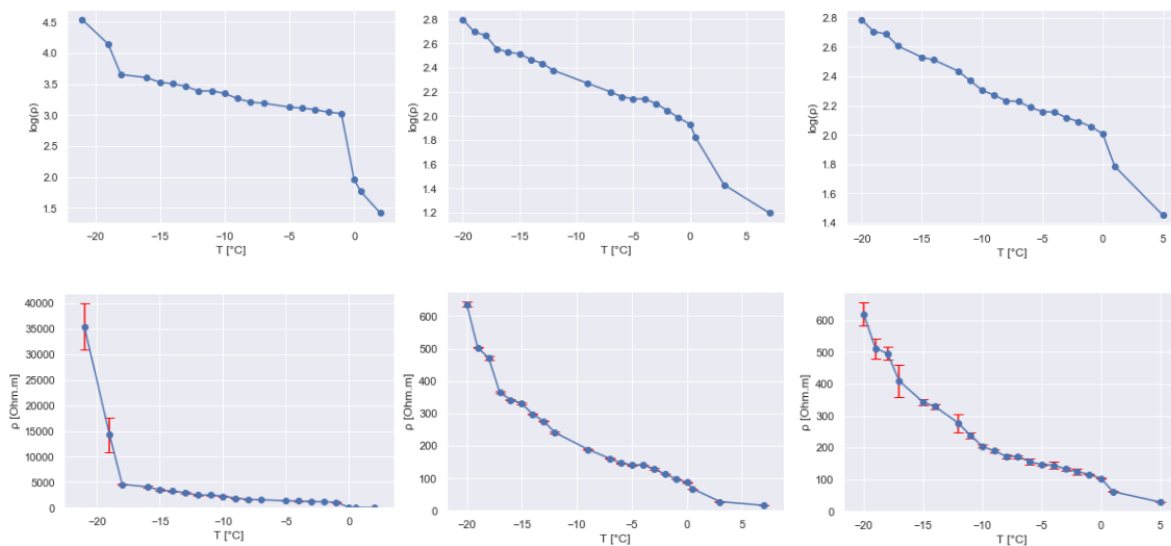 4.5
4.0
3.5
3.0
2.5
2.0
1.5
log(ρ)
−20 −15 −10 −5 0
T [°C]
2.8
2.6
2.4
2.2
2.0
1.8
1.6
1.4
1.2
log(ρ)
−20 −15 −10 −5 0 5
T [°C]
2.8
2.6
2.4
2.2
2.0
1.8
1.6
1.4
log(ρ)
−20 −15 −10 −5 0 5
T [°C]
40000
35000
30000
25000
20000
15000
10000
5000
0
ρ [Ohm.m]
−20 −15 −10 −5 0
T [°C]
600
500
400
300
200
100
0
ρ [Ohm.m]
−20 −15 −10 −5 0 5
T [°C]
600
500
400
300
200
100
0
ρ [Ohm.m]
−20 −15 −10 −5 0 5
T [°C]